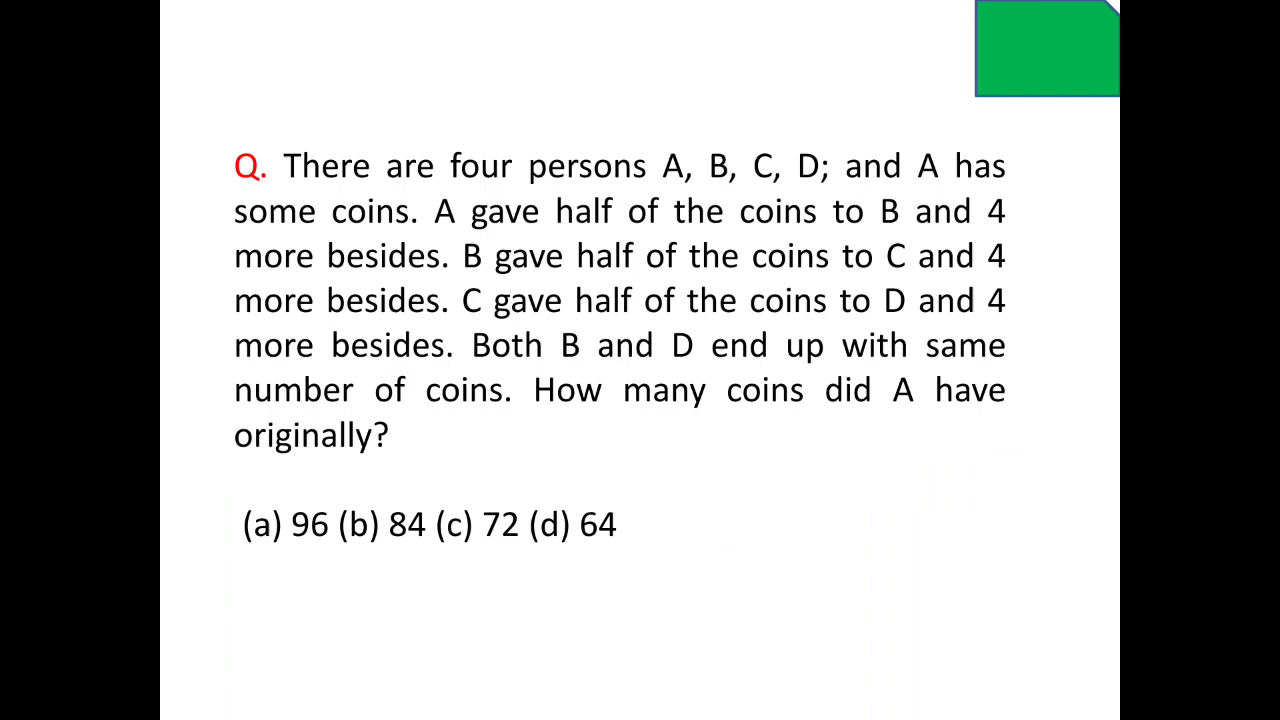 Q. There are four persons A, B, C, D; and A has
some coins. A gave half of the coins to B and 4
more besides. B gave half of the coins to C and 4
more besides. C gave half of the coins to D and 4
more besides. Both B and D end up with same
number of coins. How many coins did A have
originally?
(a) 96 (b) 84 (c) 72 (d) 64